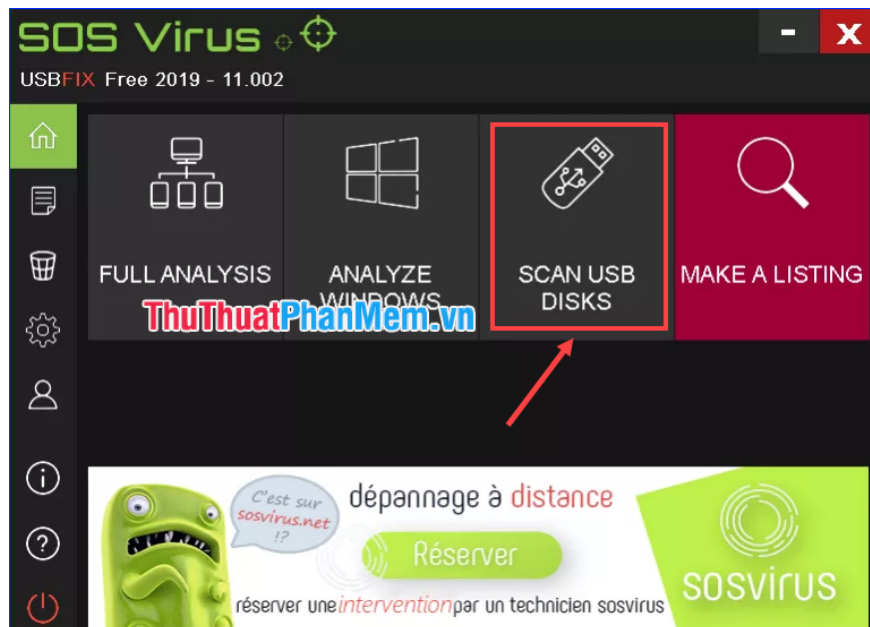 SOS Virus
USBFIX Free 2019 - 11.002
FULL ANALYSIS
ANALYZE
WINDOWS
SCAN USB
DISKS
MAKE A LISTING
ThuThuatPhanMem.vn
C'est sur
sosvirus.net
!?
dépannage à distance
Réserver
réserver une intervention par un technicien sosvirus
sosvirus